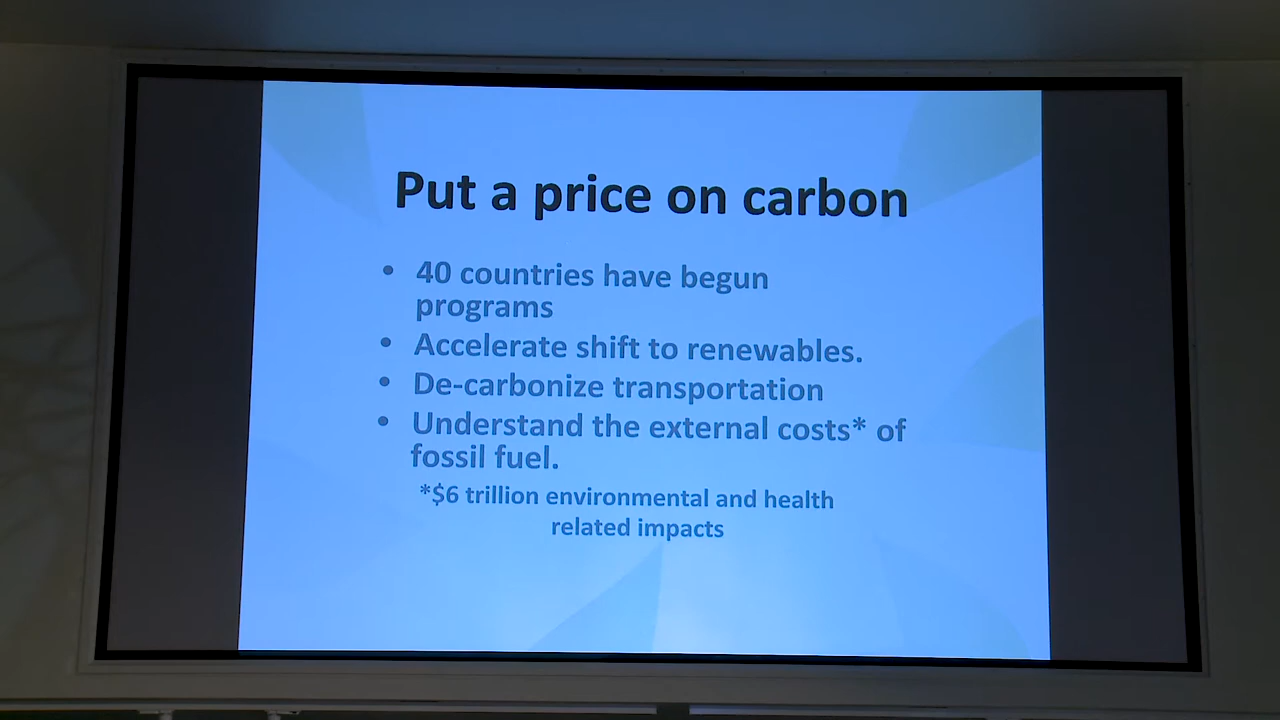 Put a price on carbon
• 40 countries have begun
programs
• Accelerate shift to renewables.
• De-carbonize transportation
• Understand the external costs* of
fossil fuel.
*$6 trillion environmental and health
related impacts